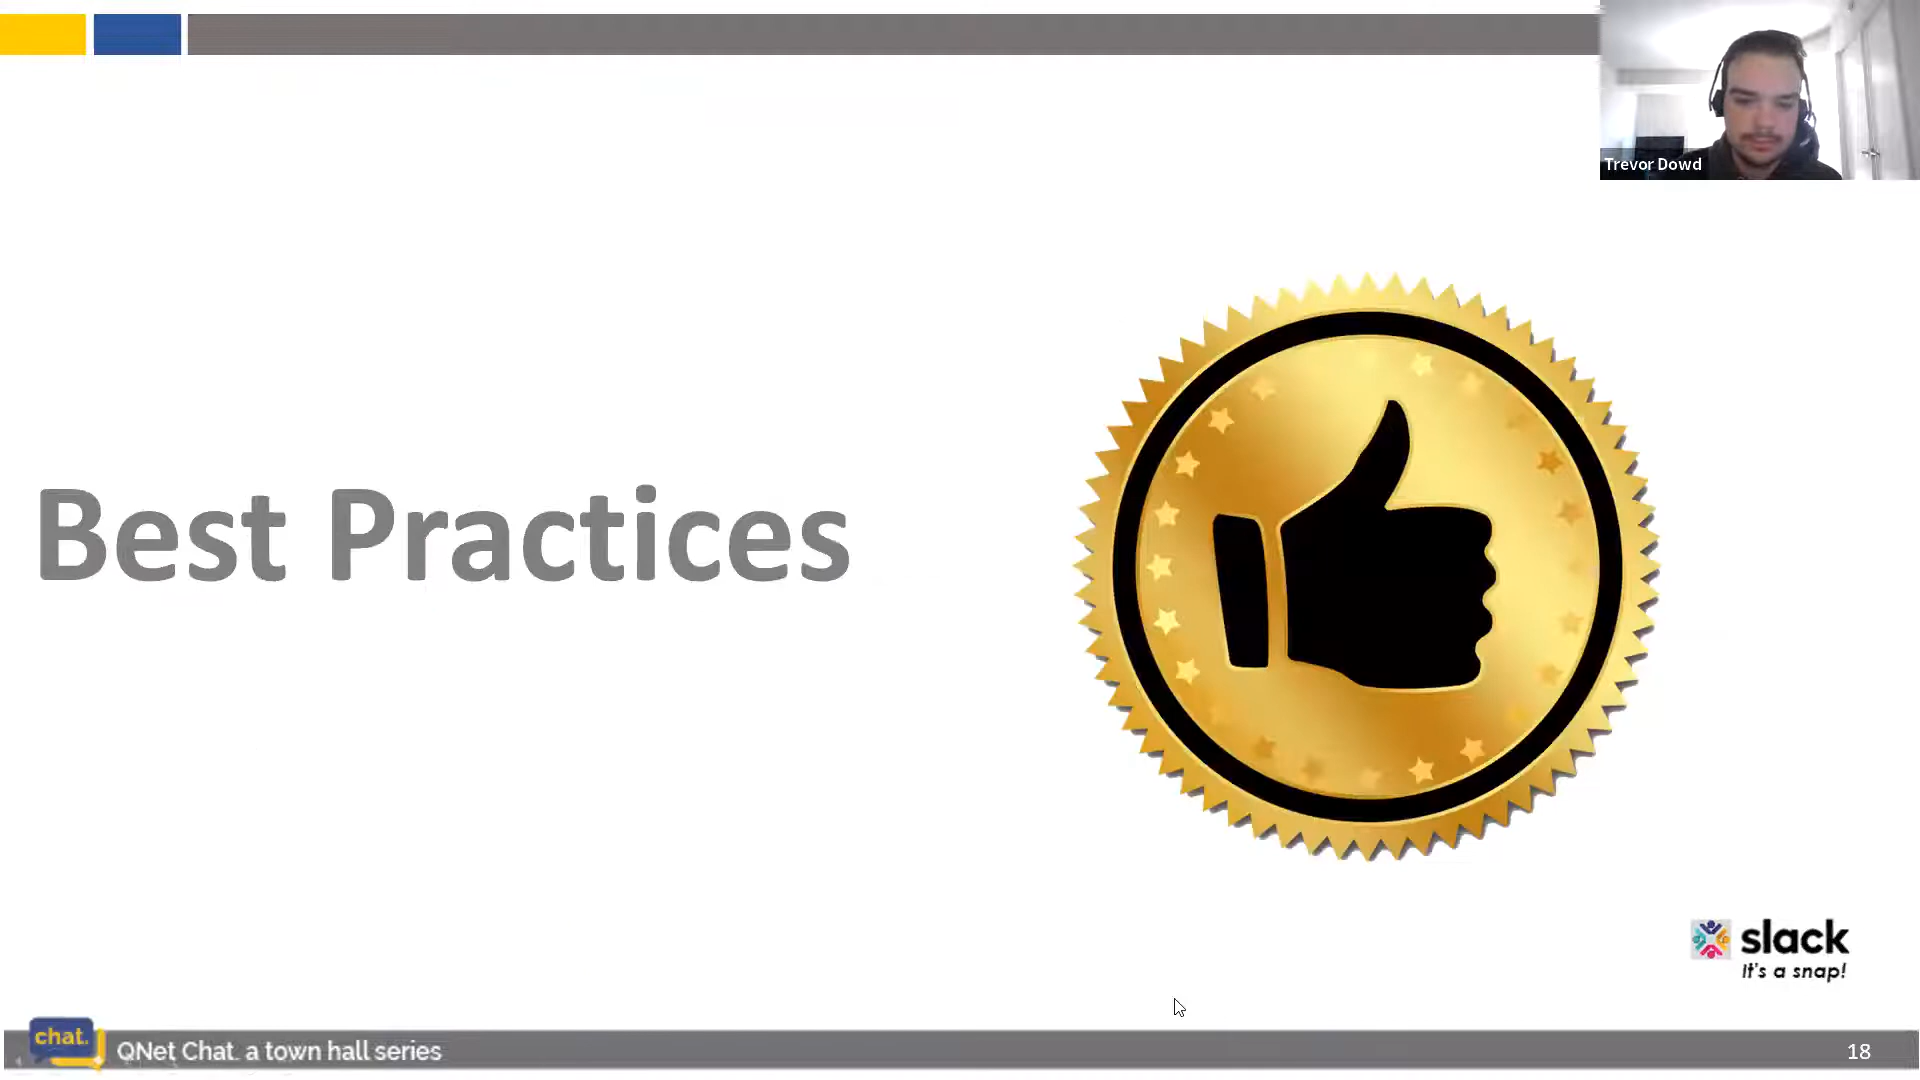 Trevor Dowd
Best Practices
slack
It's a snap!
chat.
QNet Chat. a town hall series
18